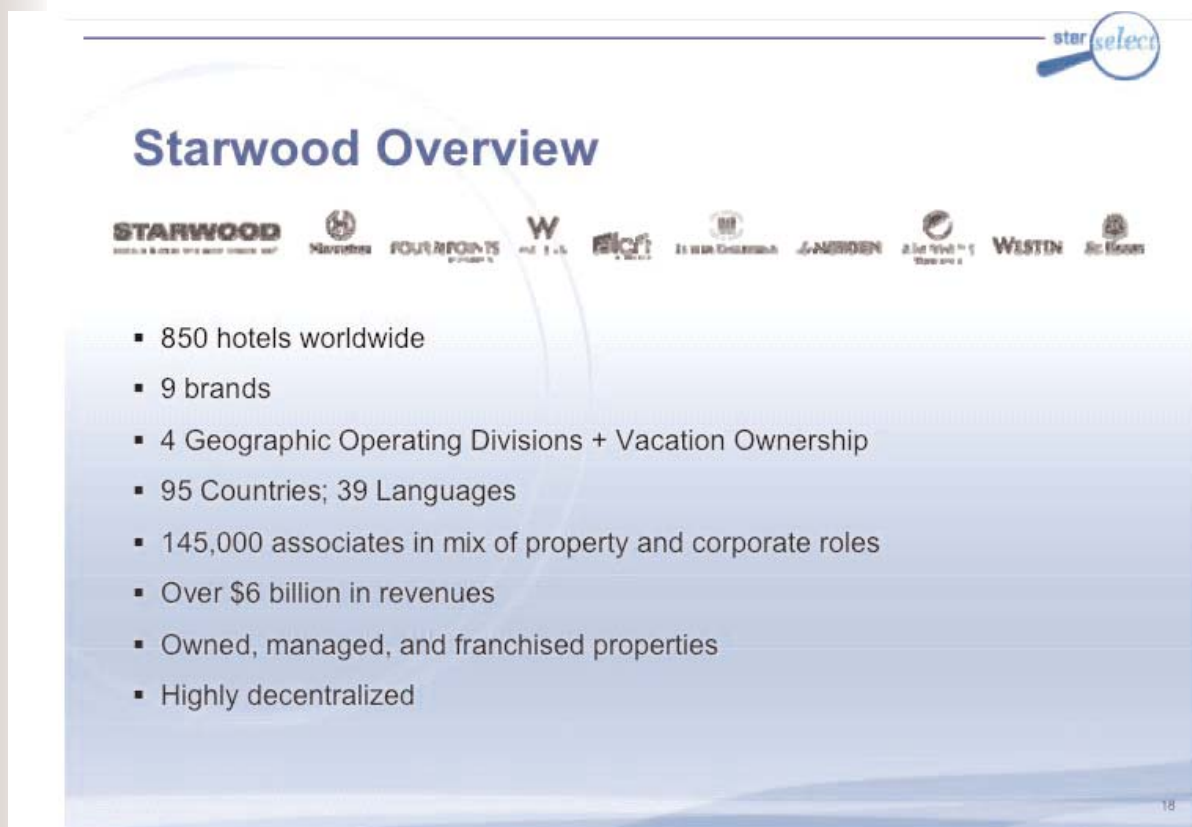 star select
Starwood Overview
STARWOOD
FOUR POINTS
W
aloft
LE MERIDIEN
WESTIN
▪ 850 hotels worldwide
▪ 9 brands
▪ 4 Geographic Operating Divisions + Vacation Ownership
▪ 95 Countries; 39 Languages
▪ 145,000 associates in mix of property and corporate roles
▪ Over $6 billion in revenues
▪ Owned, managed, and franchised properties
▪ Highly decentralized
18